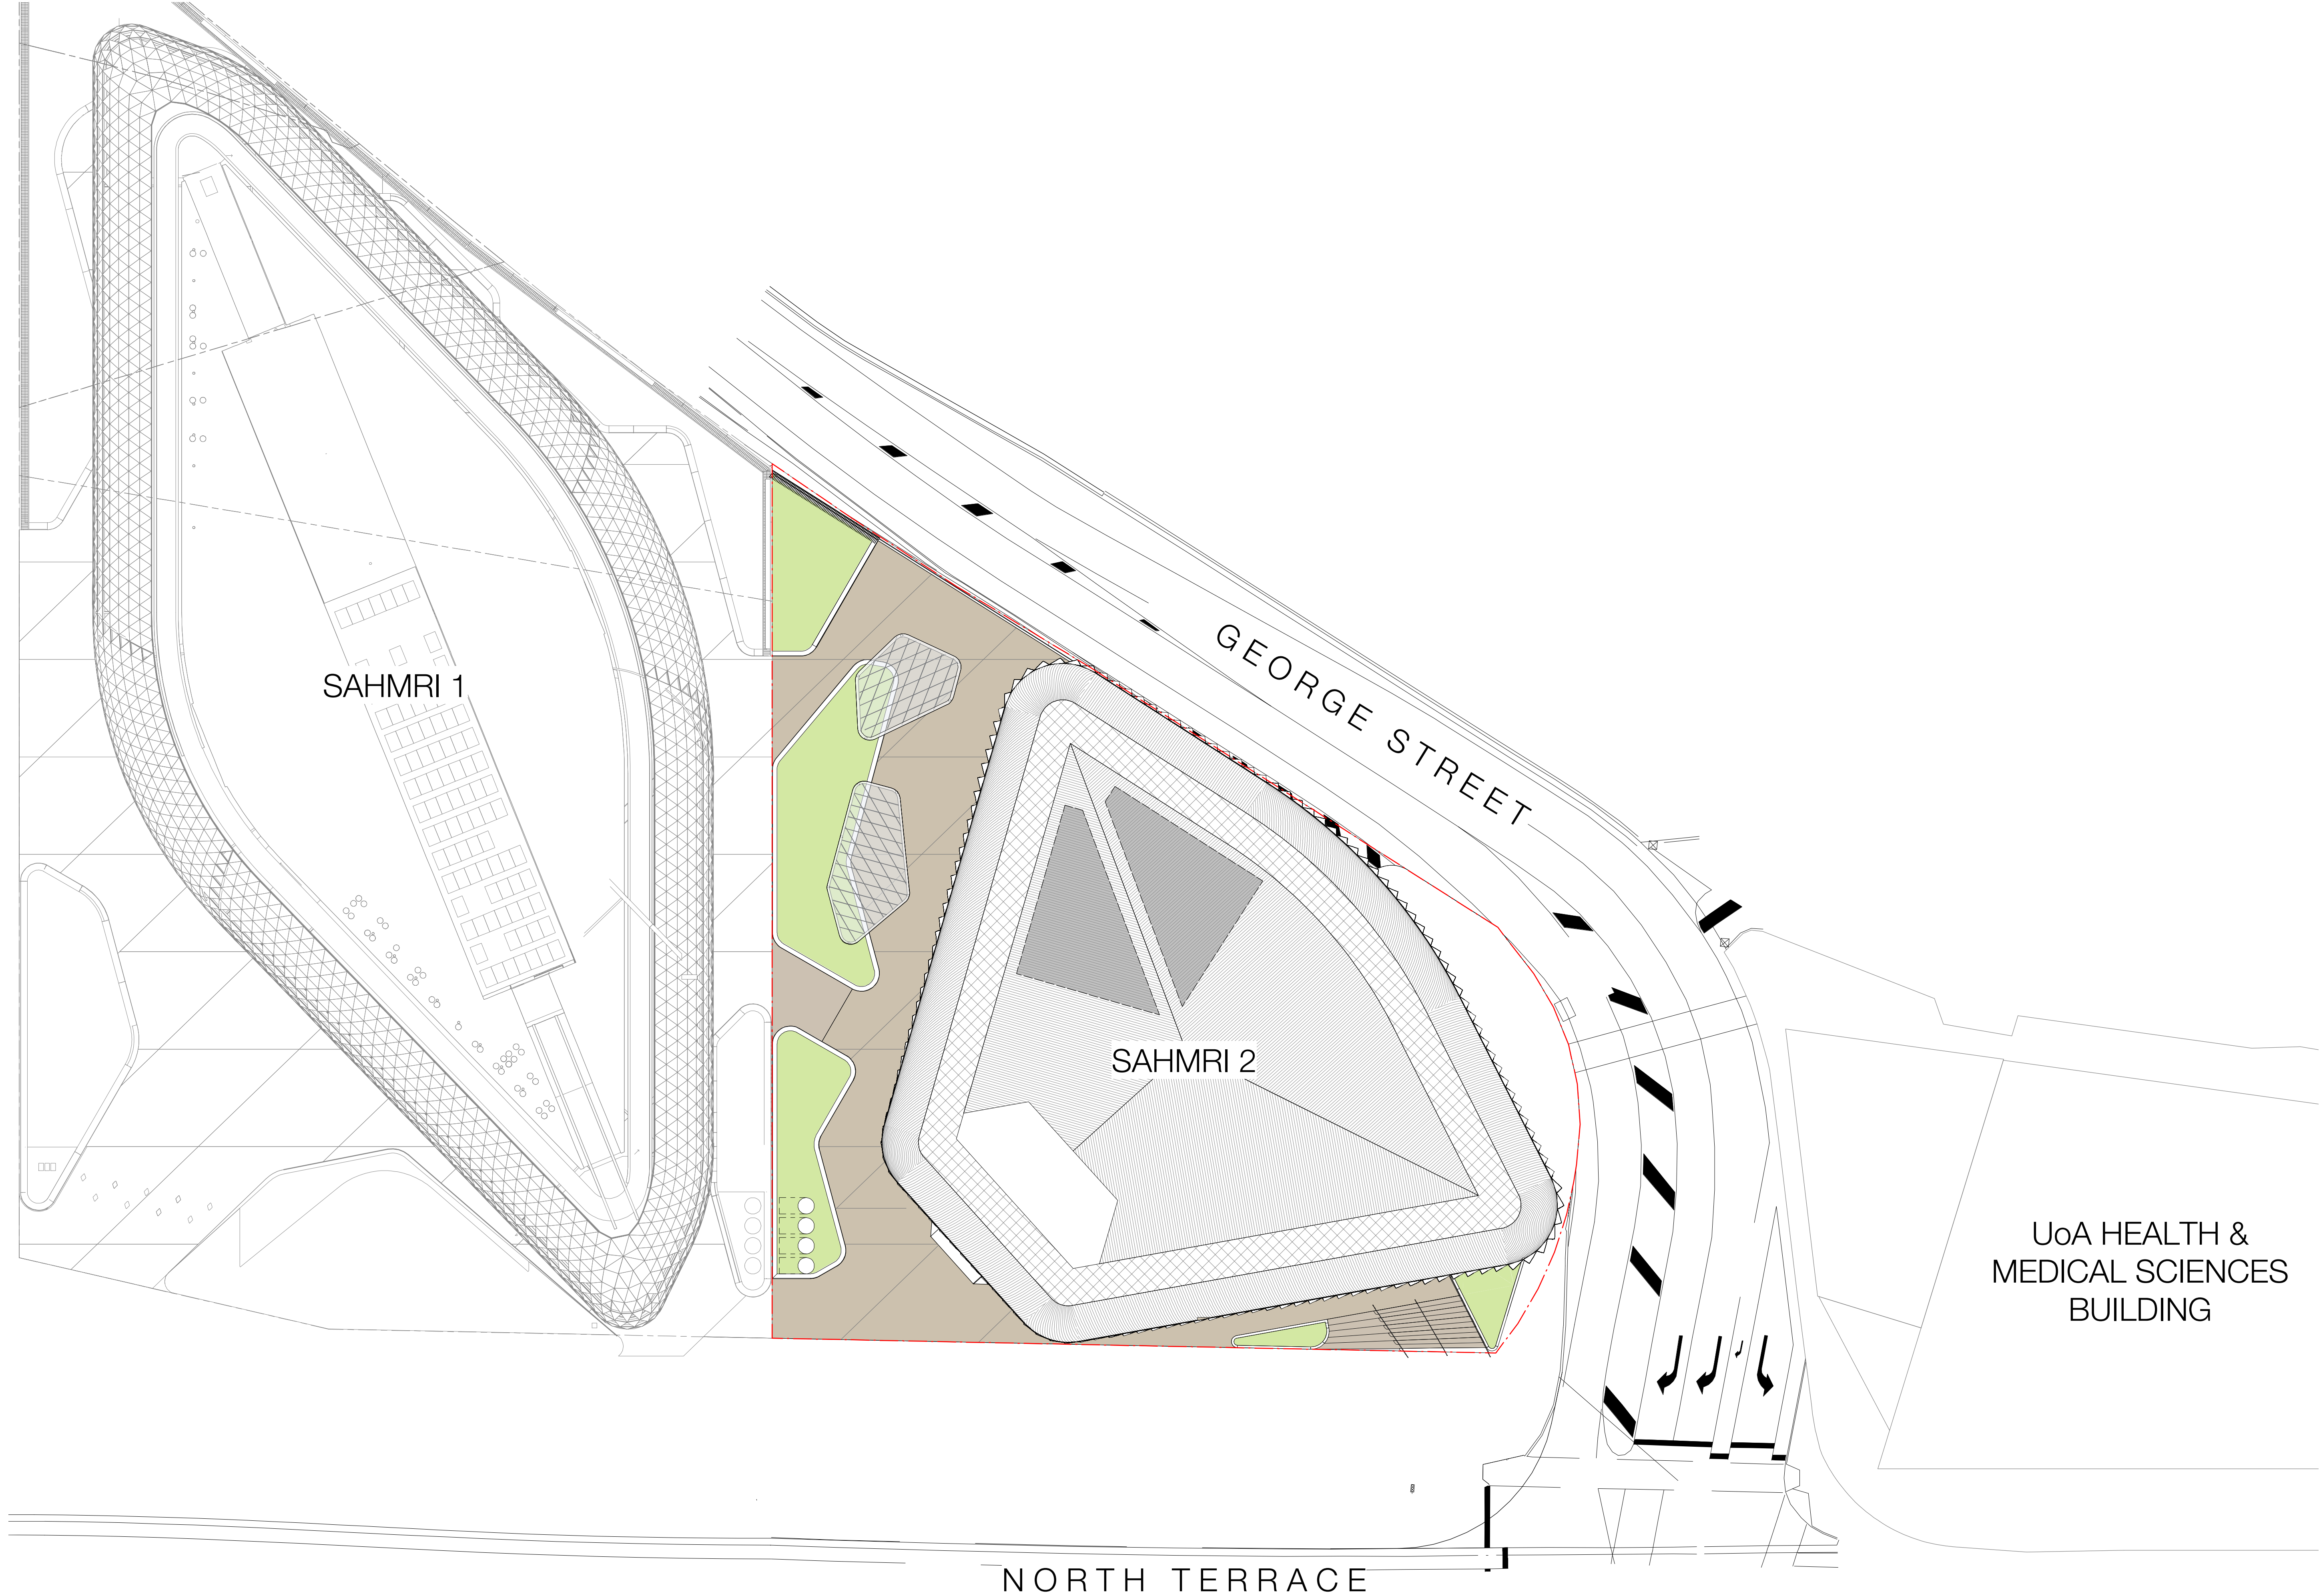 GEORGE STREET
SAHMRI 1
SAHMRI 2
UoA HEALTH &
MEDICAL SCIENCES
BUILDING
NORTH TERRACE